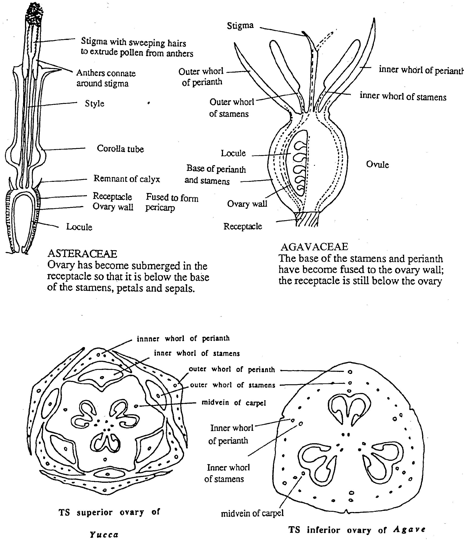 Stigma with sweeping hairs
to extrude pollen from anthers
Anthers connate
around stigma
Style
Corolla tube
Remnant of calyx
Receptacle Fused to form
Ovary wall pericarp
Locule
ASTERACEAE
Ovary has become submerged in the
receptacle so that it is below the base
of the stamens, petals and sepals.
Stigma
Outer whorl
of perianth
inner whorl of perianth
inner whorl of stamens
Outer whorl
of stamens
Locule
Ovule
Base of perianth
and stamens
Ovary wall
Receptacle
AGAVACEAE
The base of the stamens and perianth
have become fused to the ovary wall;
the receptacle is still below the ovary
innner whorl of perianth
inner whorl of stamens
outer whorl of perianth
outer whorl of stamens
midvein of carpel
Inner whorl
of perianth
Inner whorl
of stamens
midvein of carpel
TS superior ovary of
Yucca
TS inferior ovary of Agave